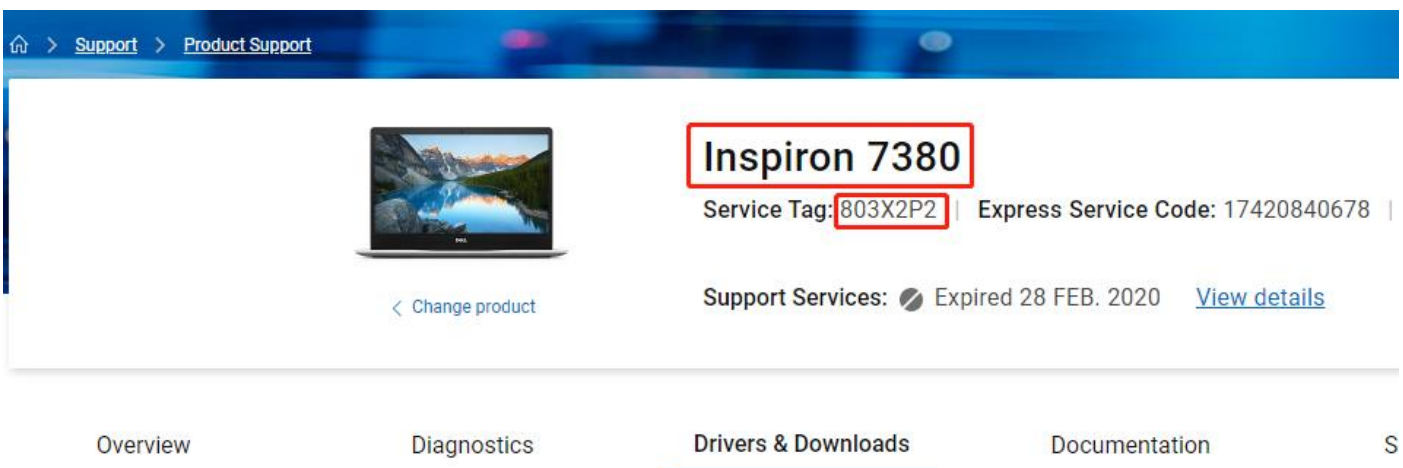 > Support > Product Support
Inspiron 7380
Service Tag: 803X2P2 | Express Service Code: 17420840678 |
DELL
< Change product
Support Services: Expired 28 FEB. 2020 View details
Overview Diagnostics Drivers & Downloads Documentation S